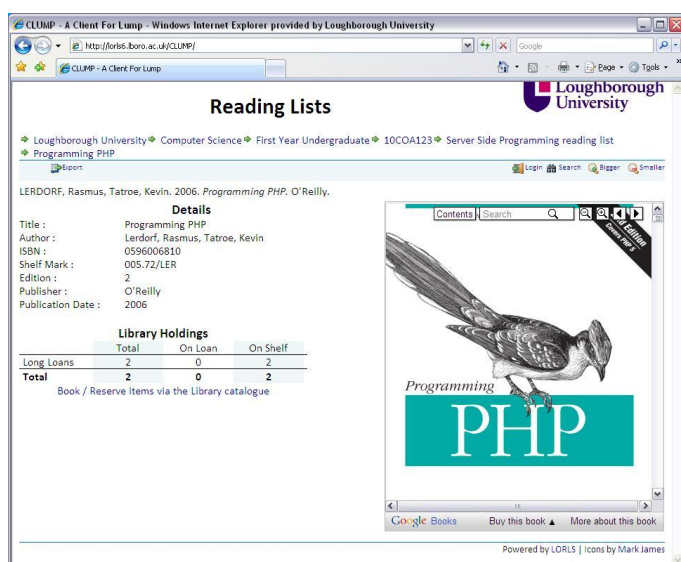 CLUMP - A Client For Lump - Windows Internet Explorer provided by Loughborough University
http://lorls6.lboro.ac.uk/CLUMP/
Google
CLUMP - A Client For Lump
Page
Tools
Reading Lists
Loughborough
University
Loughborough University Computer Science First Year Undergraduate 10COA123 Server Side Programming reading list
Programming PHP
Export
Login Search Bigger Smaller
LERDORF, Rasmus, Tatroe, Kevin. 2006. Programming PHP. O'Reilly.
Details
Title : Programming PHP
Author : Lerdorf, Rasmus, Tatroe, Kevin
ISBN : 0596006810
Shelf Mark : 005.72/LER
Edition : 2
Publisher : O'Reilly
Publication Date : 2006
Library Holdings
Total On Loan On Shelf
Long Loans 2 0 2
Total 2 0 2
Book / Reserve items via the Library catalogue
Contents Search
Edition
Covers PHP 5
Programming
PHP
Google Books Buy this book ▲ More about this book
Powered by LORLS | Icons by Mark James